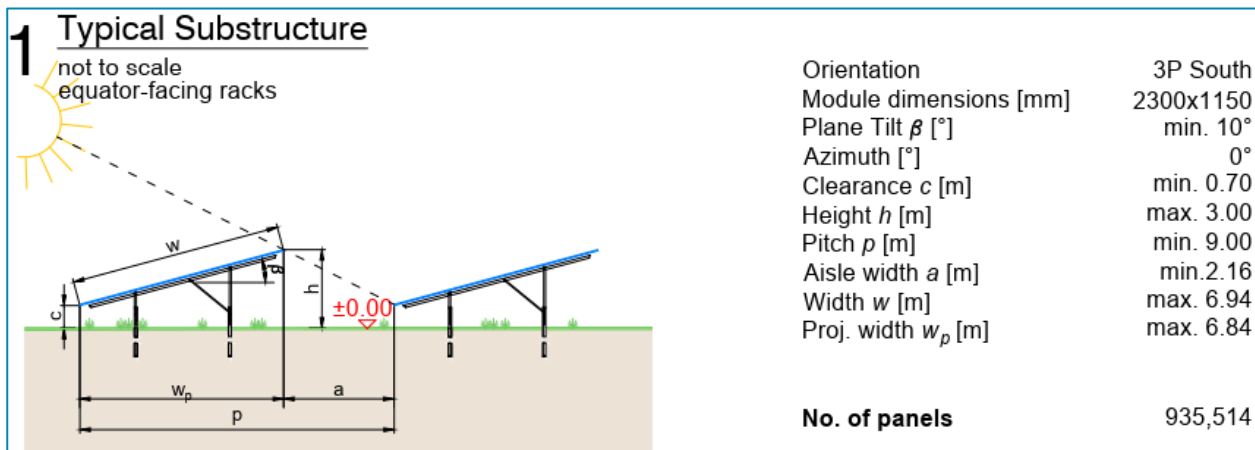 1 Typical Substructure
not to scale
equator-facing racks
w
β
h
c
±0.00
wp
a
p
Orientation 3P South
Module dimensions [mm] 2300x1150
Plane Tilt β [°] min. 10°
Azimuth [°] 0°
Clearance c [m] min. 0.70
Height h [m] max. 3.00
Pitch p [m] min. 9.00
Aisle width a [m] min.2.16
Width w [m] max. 6.94
Proj. width wp [m] max. 6.84
No. of panels 935,514